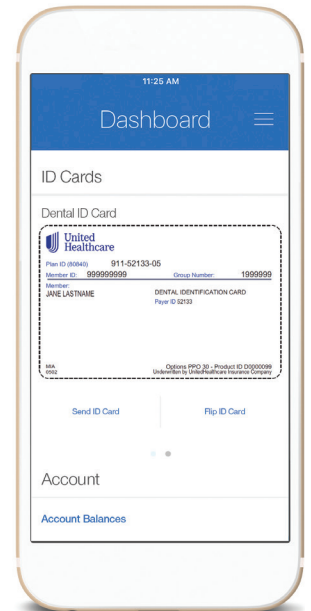 11:25 AM
Dashboard
ID Cards
Dental ID Card
United
Healthcare
Plan ID (80840) 911-52133-05
Member ID: 999999999 Group Number: 1999999
Member:
JANE LASTNAME DENTAL IDENTIFICATION CARD
Payer ID 52133
MIA Options PPO 30 - Product ID D0000099
0502 Underwritten by UnitedHealthcare Insurance Company
Send ID Card Flip ID Card
Account
Account Balances